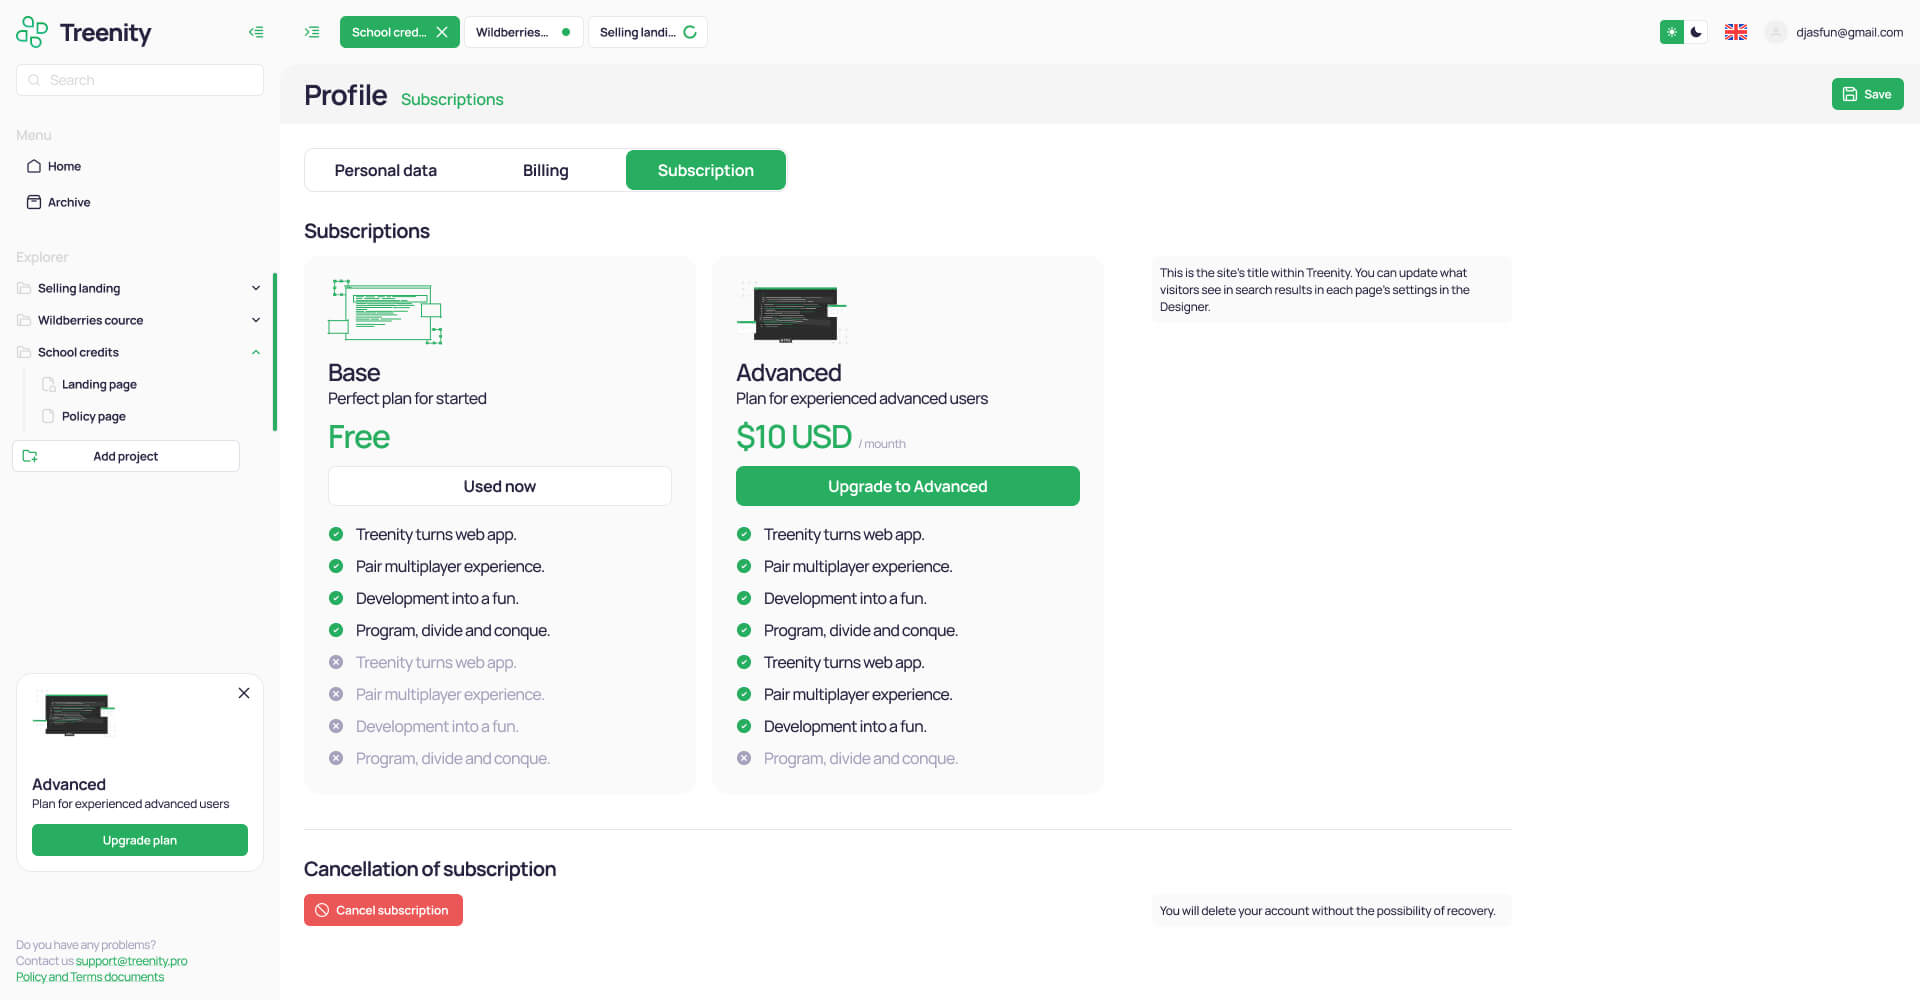 Treenity
School cred...
Wildberries...
Selling landi...
djasfun@gmail.com
Search
Profile
Subscriptions
Save
Menu
Home
Archive
Explorer
Selling landing
Wildberries cource
School credits
Landing page
Policy page
Add project
Personal data
Billing
Subscription
Subscriptions
Base
Perfect plan for started
Free
Used now
Treenity turns web app.
Pair multiplayer experience.
Development into a fun.
Program, divide and conque.
Treenity turns web app.
Pair multiplayer experience.
Development into a fun.
Program, divide and conque.
Advanced
Plan for experienced advanced users
$10 USD / mounth
Upgrade to Advanced
Treenity turns web app.
Pair multiplayer experience.
Development into a fun.
Program, divide and conque.
Treenity turns web app.
Pair multiplayer experience.
Development into a fun.
Program, divide and conque.
This is the site's title within Treenity. You can update what
visitors see in search results in each page's settings in the
Designer.
Advanced
Plan for experienced advanced users
Upgrade plan
Cancellation of subscription
Cancel subscription
You will delete your account without the possibility of recovery.
Do you have any problems?
Contact us support@treenity.pro
Policy and Terms documents